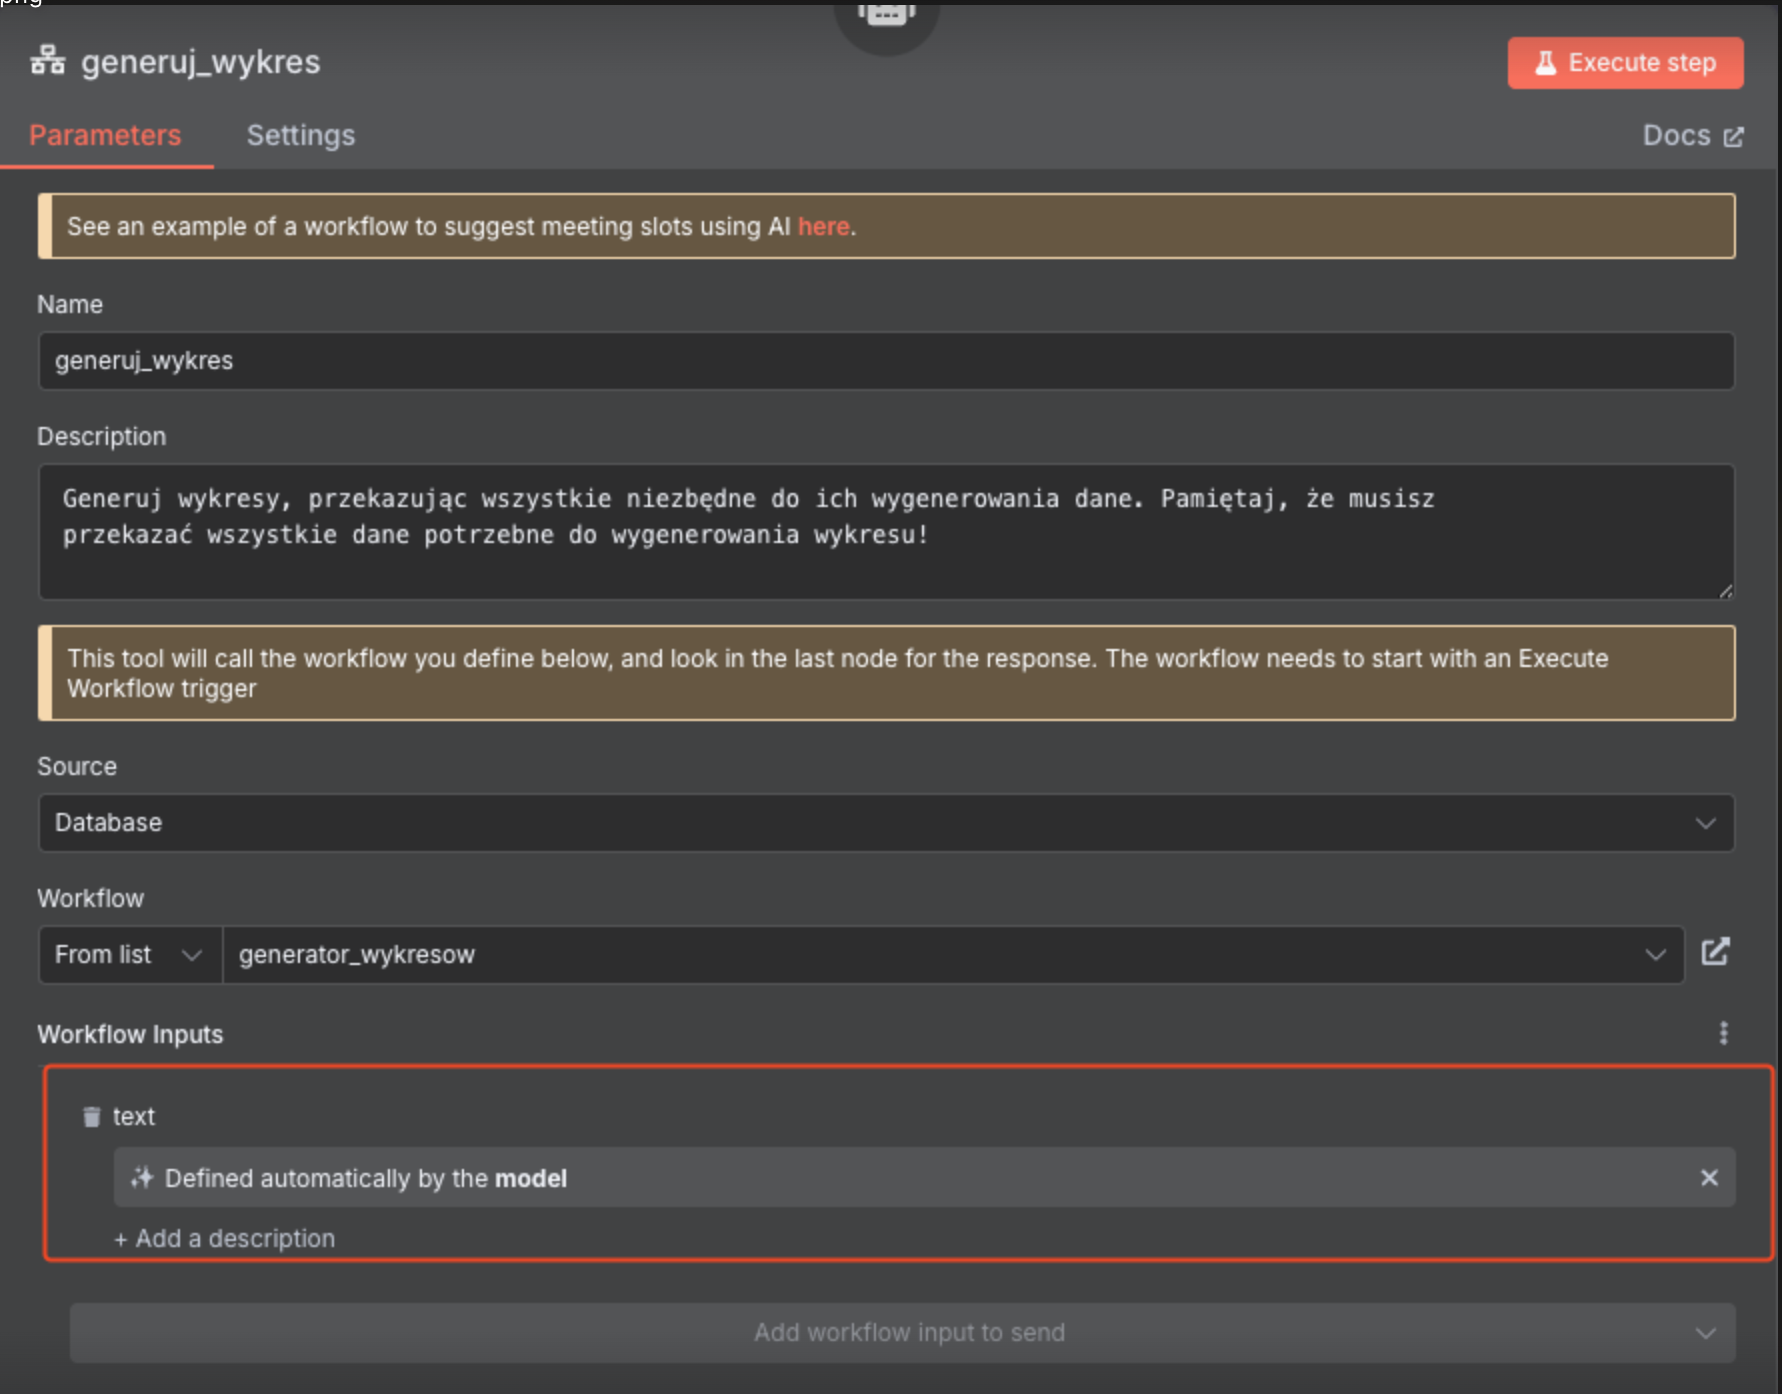 png
generuj_wykres
Execute step
Parameters
Settings
Docs
See an example of a workflow to suggest meeting slots using AI here.
Name
generuj_wykres
Description
Generuj wykresy, przekazując wszystkie niezbędne do ich wygenerowania dane. Pamiętaj, że musisz
przekazać wszystkie dane potrzebne do wygenerowania wykresu!
This tool will call the workflow you define below, and look in the last node for the response. The workflow needs to start with an Execute
Workflow trigger
Source
Database
Workflow
From list
generator_wykresow
Workflow Inputs
text
Defined automatically by the model
+ Add a description
Add workflow input to send